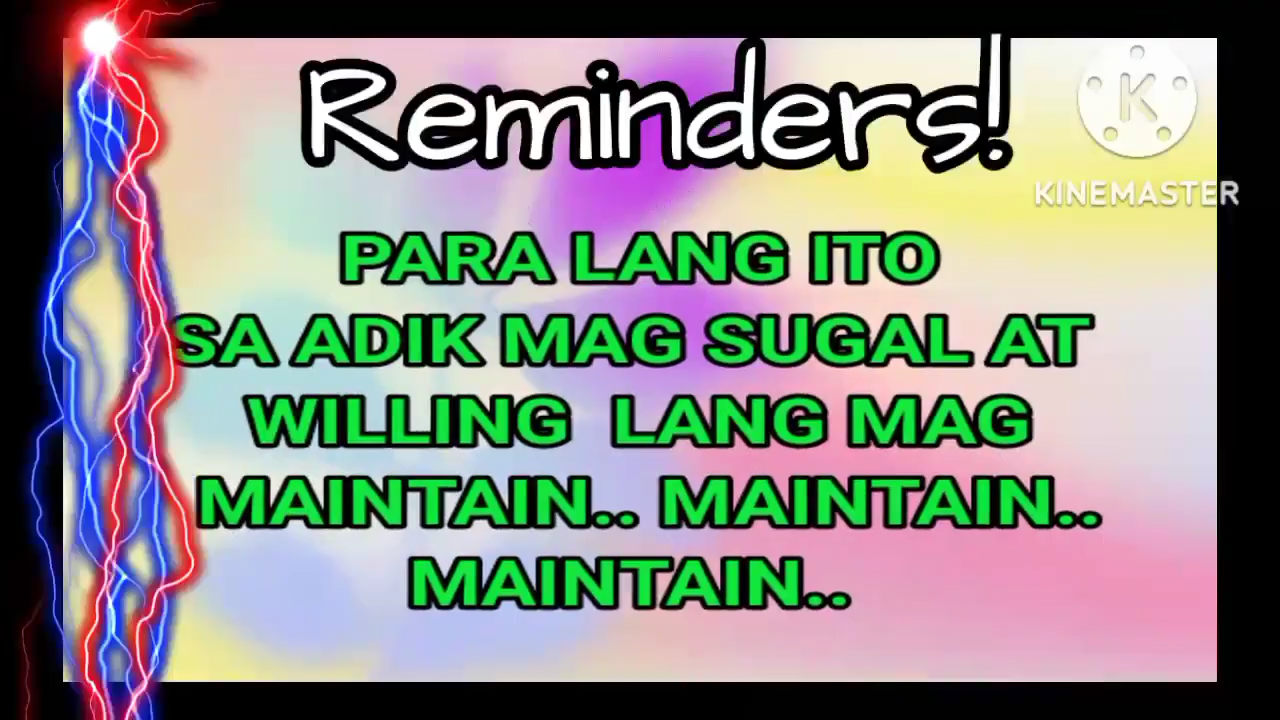 Reminders!
K
KINEMASTER
PARA LANG ITO
SA ADIK MAG SUGAL AT
WILLING LANG MAG
MAINTAIN.. MAINTAIN..
MAINTAIN..